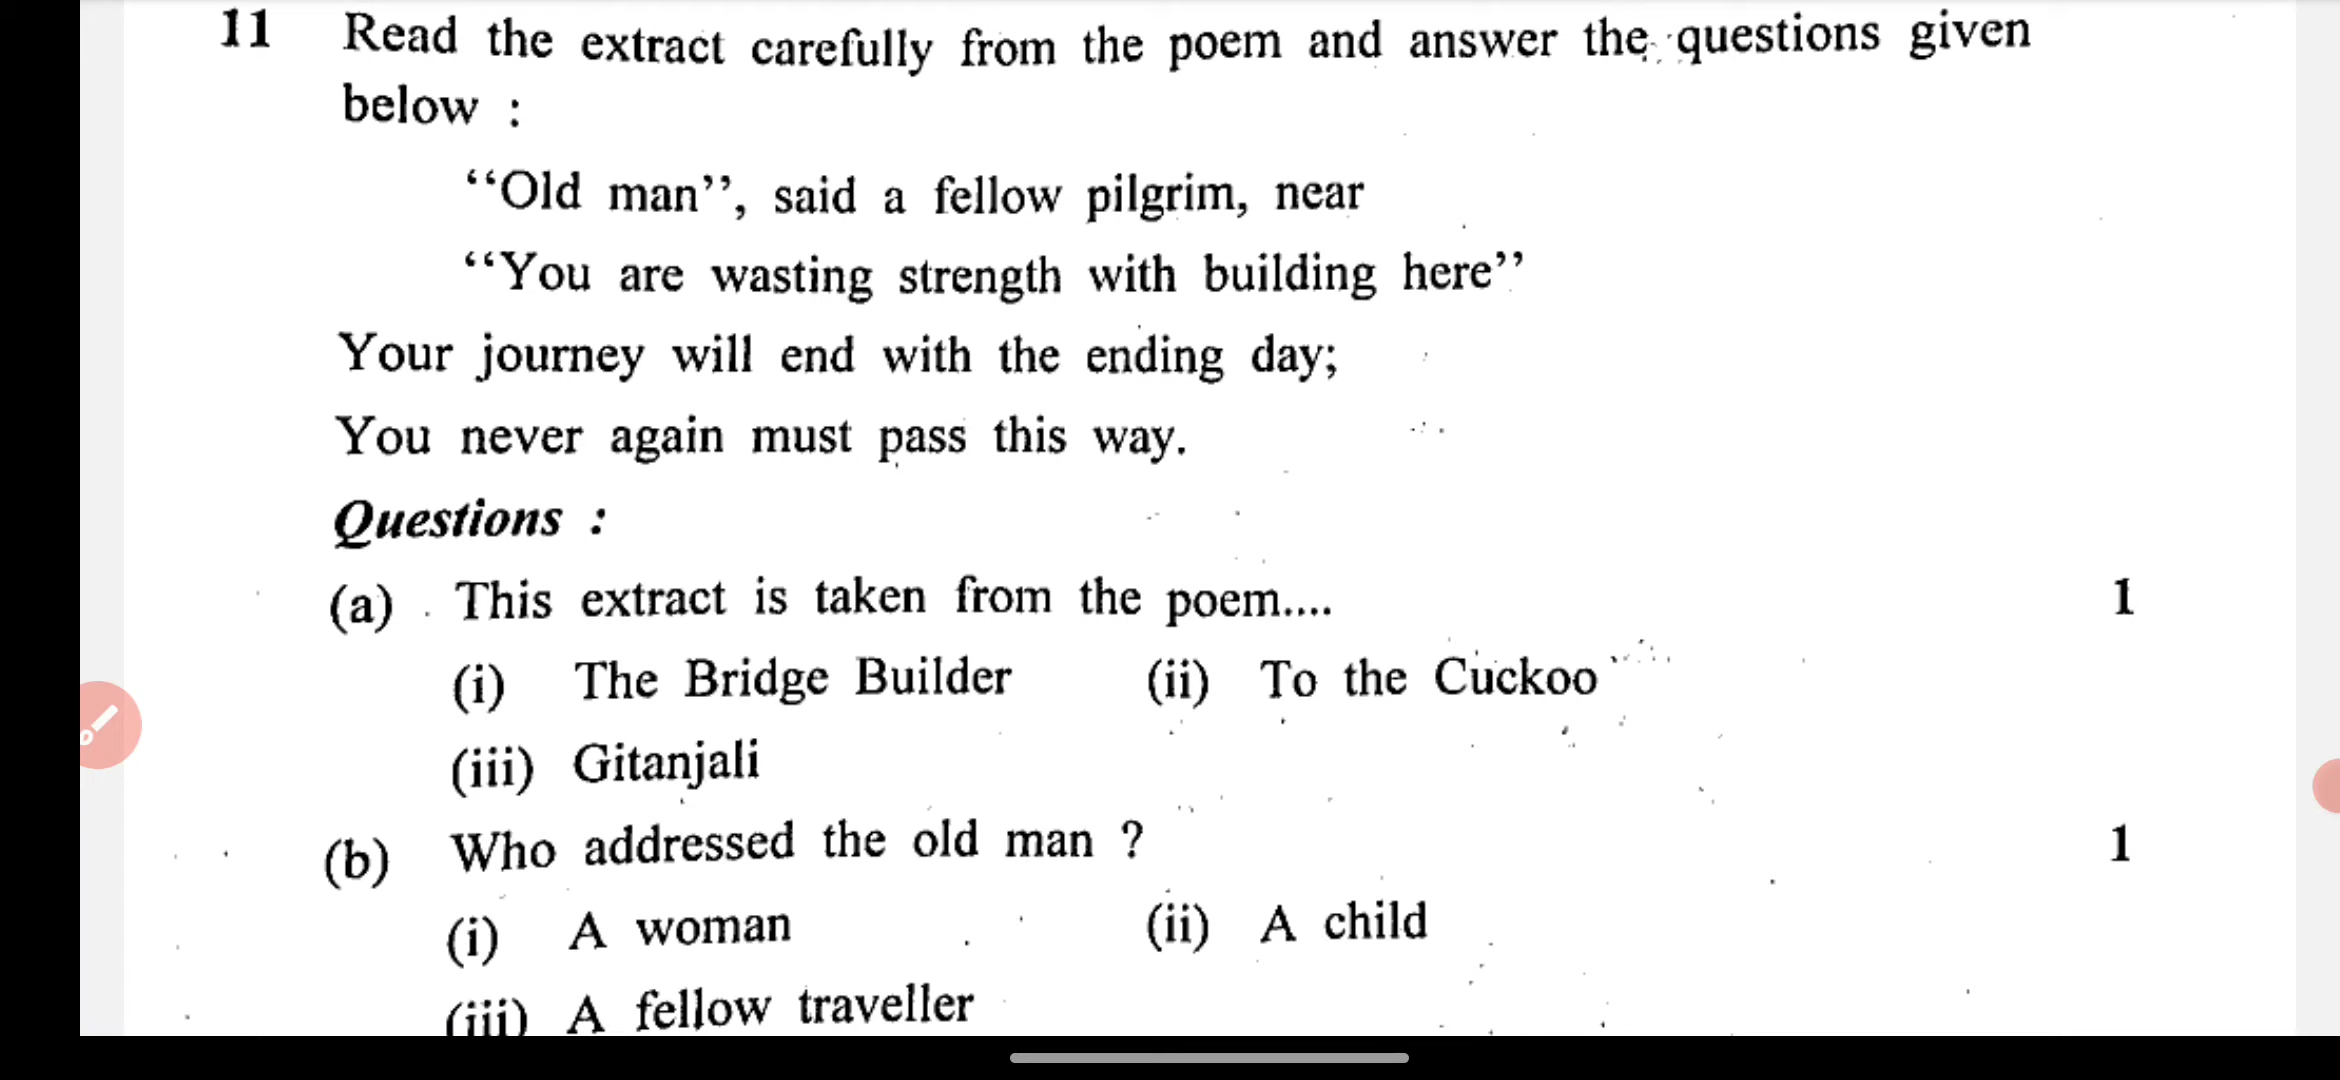 11 Read the extract carefully from the poem and answer the questions given
below :
“Old man”, said a fellow pilgrim, near
“You are wasting strength with building here”
Your journey will end with the ending day;
You never again must pass this way.
Questions :
(a) This extract is taken from the poem.... 1
(i) The Bridge Builder (ii) To the Cuckoo
(iii) Gitanjali
(b) Who addressed the old man ? 1
(i) A woman (ii) A child
(iii) A fellow traveller